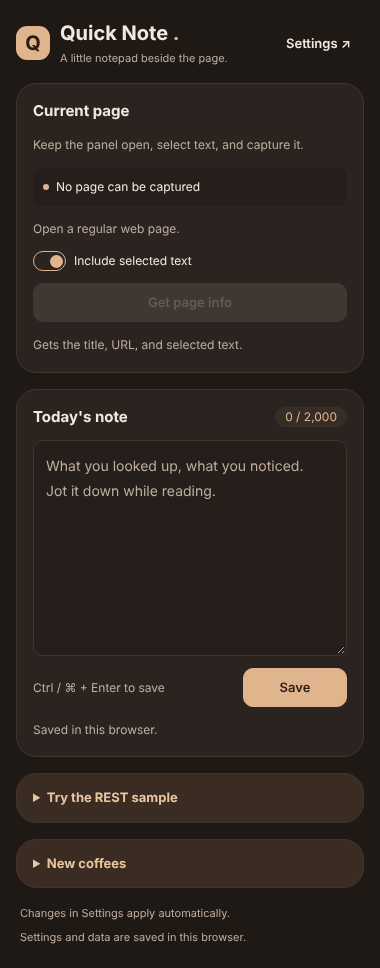 Q
Quick Note .
A little notepad beside the page.
Settings ↗
Current page
Keep the panel open, select text, and capture it.
No page can be captured
Open a regular web page.
Include selected text
Get page info
Gets the title, URL, and selected text.
Today's note
0 / 2,000
What you looked up, what you noticed.
Jot it down while reading.
Ctrl / ⌘ + Enter to save
Save
Saved in this browser.
Try the REST sample
New coffees
Changes in Settings apply automatically.
Settings and data are saved in this browser.